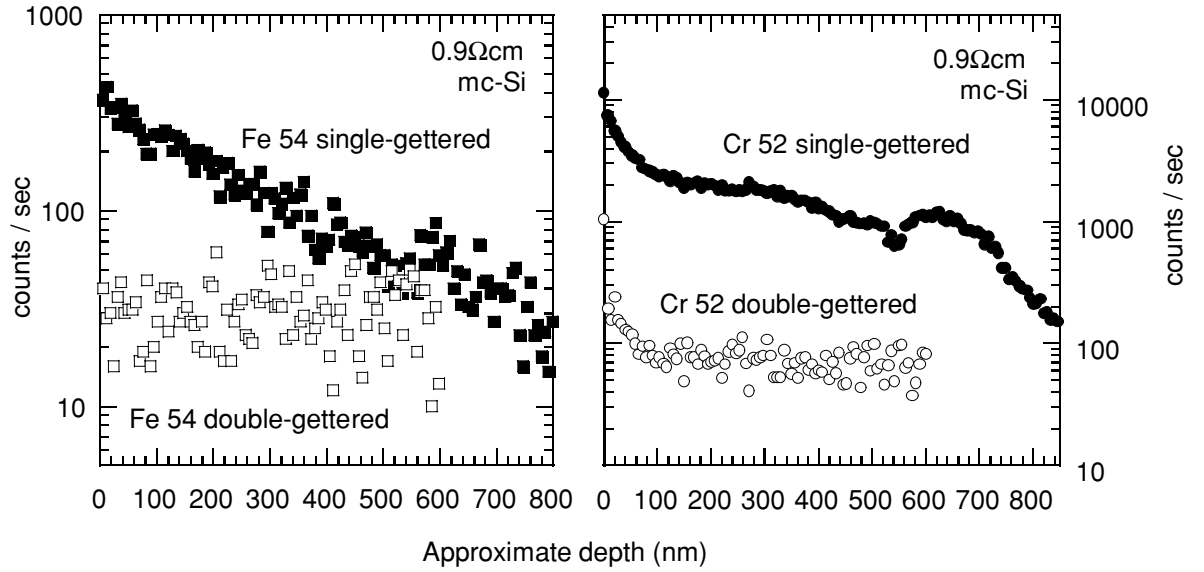 1000
100
10
counts / sec
0.9Ωcm
mc-Si
Fe 54 single-gettered
Fe 54 double-gettered
0 100 200 300 400 500 600 700 800
0.9Ωcm
mc-Si
Cr 52 single-gettered
Cr 52 double-gettered
10000
1000
100
10
counts / sec
0 100 200 300 400 500 600 700 800
Approximate depth (nm)